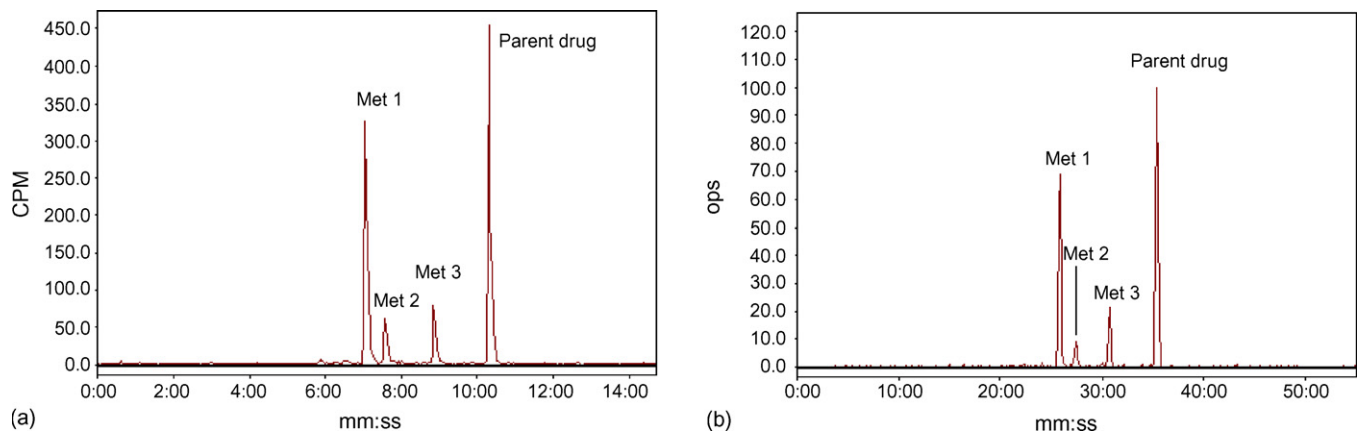 450.0
400.0
350.0
300.0
250.0
200.0
150.0
100.0
50.0
0.0
CPM
Met 1
Met 2
Met 3
Parent drug
0:00 2:00 4:00 6:00 8:00 10:00 12:00 14:00
mm:ss
(a)
120.0
110.0
100.0
90.0
80.0
70.0
60.0
50.0
40.0
30.0
20.0
10.0
0.0
ops
Met 1
Met 2
Met 3
Parent drug
0:00 10:00 20:00 30:00 40:00 50:00
mm:ss
(b)